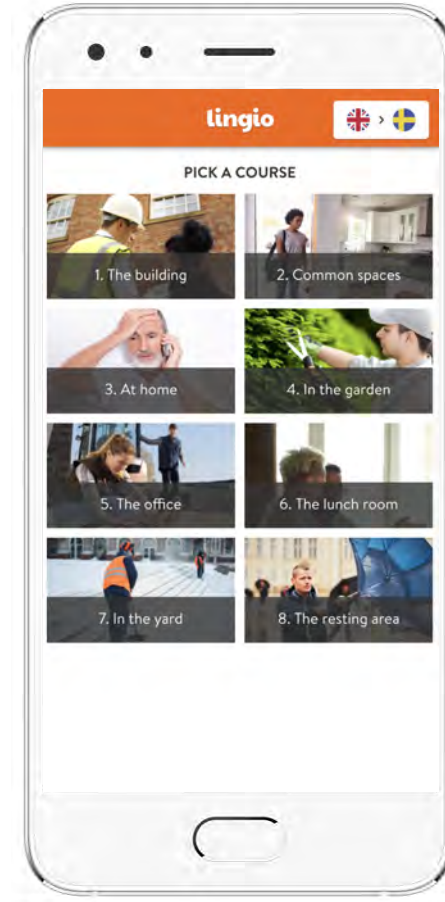 lingio
PICK A COURSE
1. The building
2. Common spaces
3. At home
4. In the garden
5. The office
6. The lunch room
7. In the yard
8. The resting area